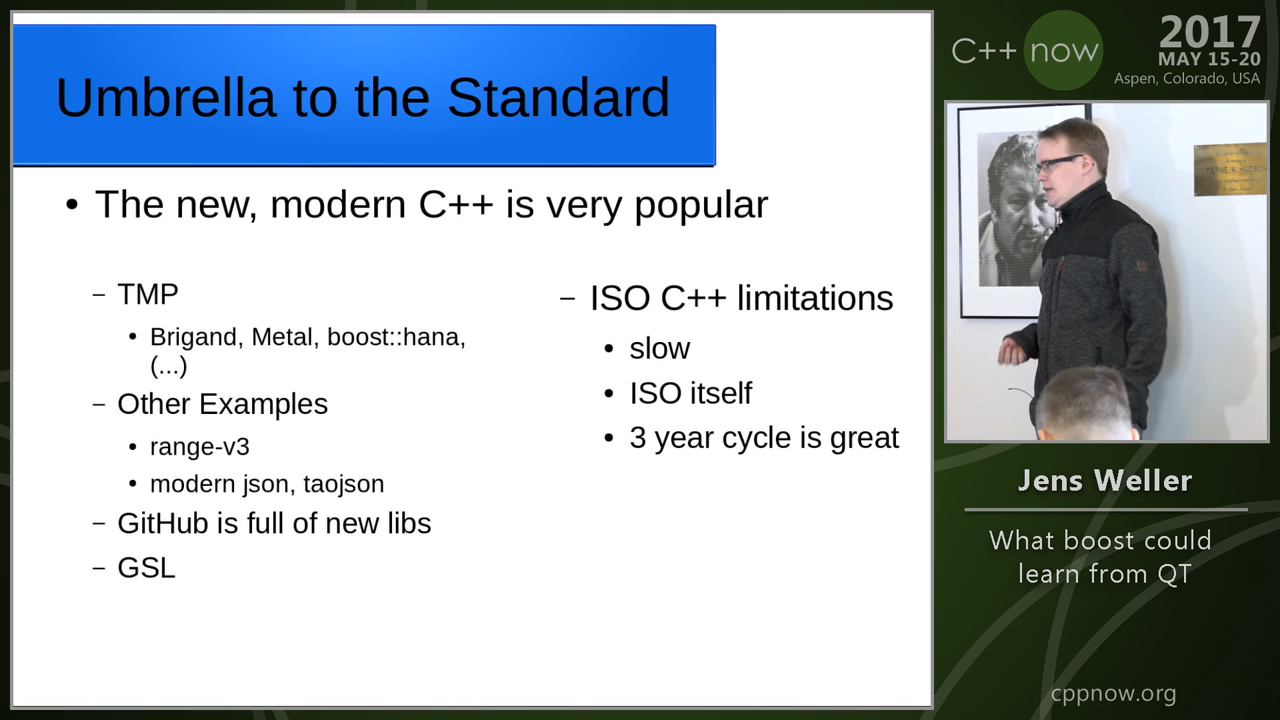 Umbrella to the Standard
• The new, modern C++ is very popular
– TMP
• Brigand, Metal, boost::hana,
(...)
– Other Examples
• range-v3
• modern json, taojson
– GitHub is full of new libs
– GSL
– ISO C++ limitations
• slow
• ISO itself
• 3 year cycle is great
C++ now
2017
MAY 15-20
Aspen, Colorado, USA
Jens Weller
What boost could
learn from QT
cppnow.org